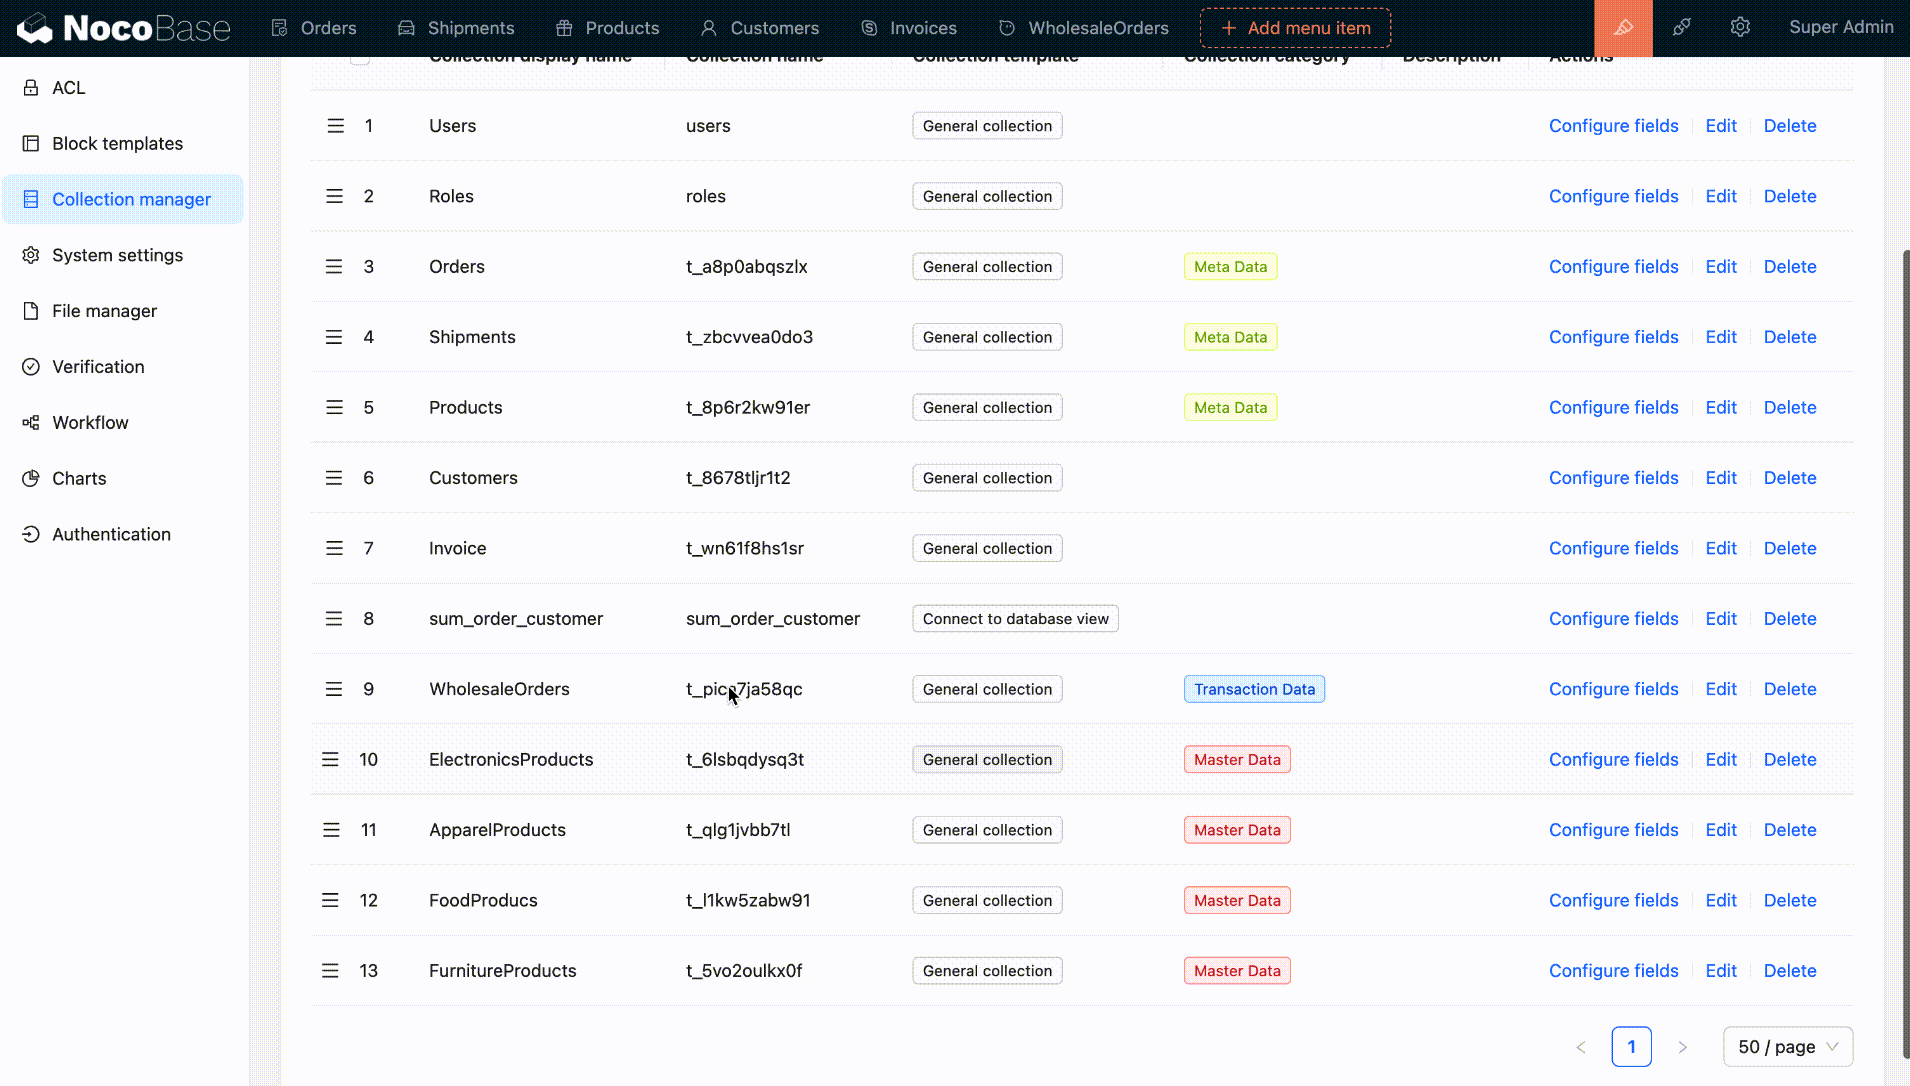 NocoBase Orders Shipments Products Customers Invoices WholesaleOrders + Add menu item Super Admin
Collection display name Collection name Collection template Collection category Description Actions
ACL
Block templates
Collection manager
System settings
File manager
Verification
Workflow
Charts
Authentication
1 Users users General collection Configure fields Edit Delete
2 Roles roles General collection Configure fields Edit Delete
3 Orders t_a8p0abqszlx General collection Meta Data Configure fields Edit Delete
4 Shipments t_zbcvvea0do3 General collection Meta Data Configure fields Edit Delete
5 Products t_8p6r2kw91er General collection Meta Data Configure fields Edit Delete
6 Customers t_8678tljr1t2 General collection Configure fields Edit Delete
7 Invoice t_wn61f8hs1sr General collection Configure fields Edit Delete
8 sum_order_customer sum_order_customer Connect to database view Configure fields Edit Delete
9 WholesaleOrders General collection Transaction Data Configure fields Edit Delete
10 ElectronicsProducts t_6lsbqdysq3t General collection Master Data Configure fields Edit Delete
11 ApparelProducts t_qlg1jvbb7tl General collection Master Data Configure fields Edit Delete
12 FoodProducs t_l1kw5zabw91 General collection Master Data Configure fields Edit Delete
13 FurnitureProducts t_5vo2oulkx0f General collection Master Data Configure fields Edit Delete
< 1 > 50 / page